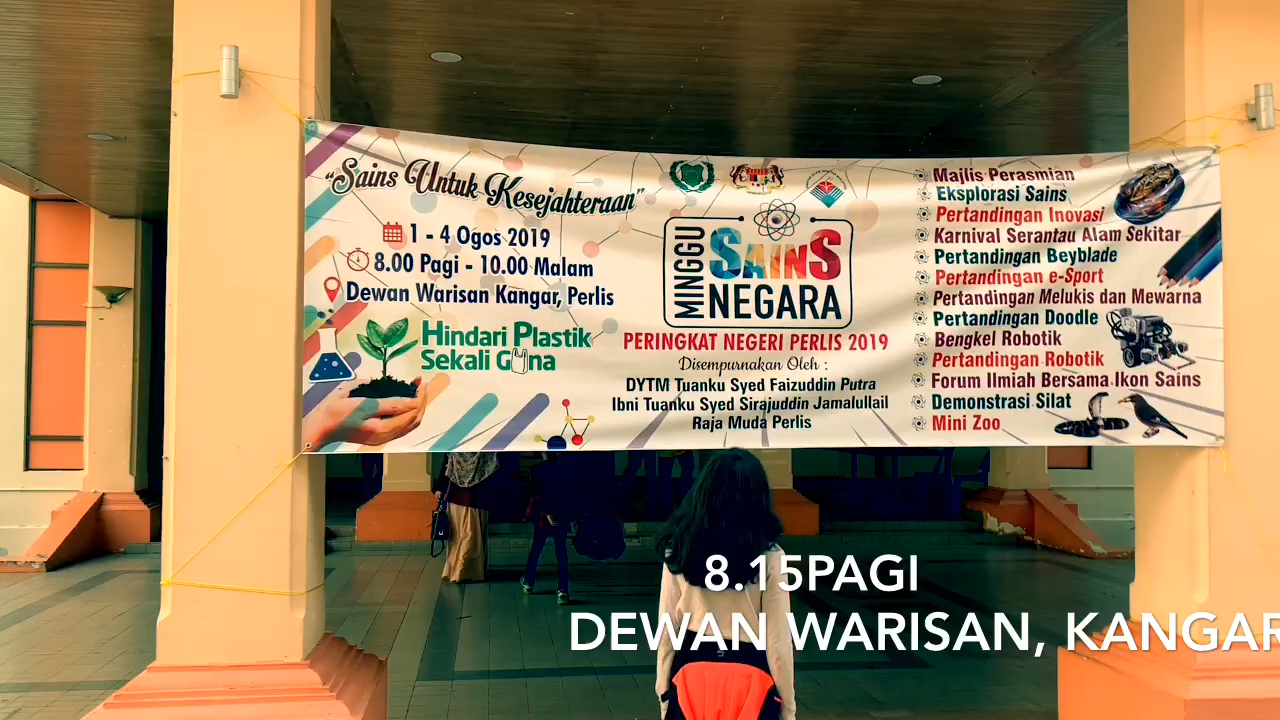 "Sains Untuk Kesejahteraan"
1 - 4 Ogos 2019
8.00 Pagi - 10.00 Malam
Dewan Warisan Kangar, Perlis
Hindari Plastik
Sekali Guna
MINGGU
SAINS
NEGARA
PERINGKAT NEGERI PERLIS 2019
Disempurnakan Oleh :
DYTM Tuanku Syed Faizuddin Putra
Ibni Tuanku Syed Sirajuddin Jamalullail
Raja Muda Perlis
Majlis Perasmian
Eksplorasi Sains
Pertandingan Inovasi
Karnival Serantau Alam Sekitar
Pertandingan Beyblade
Pertandingan e-Sport
Pertandingan Melukis dan Mewarna
Pertandingan Doodle
Bengkel Robotik
Pertandingan Robotik
Forum Ilmiah Bersama Ikon Sains
Demonstrasi Silat
Mini Zoo
8.15PAGI
DEWAN WARISAN, KANGAR